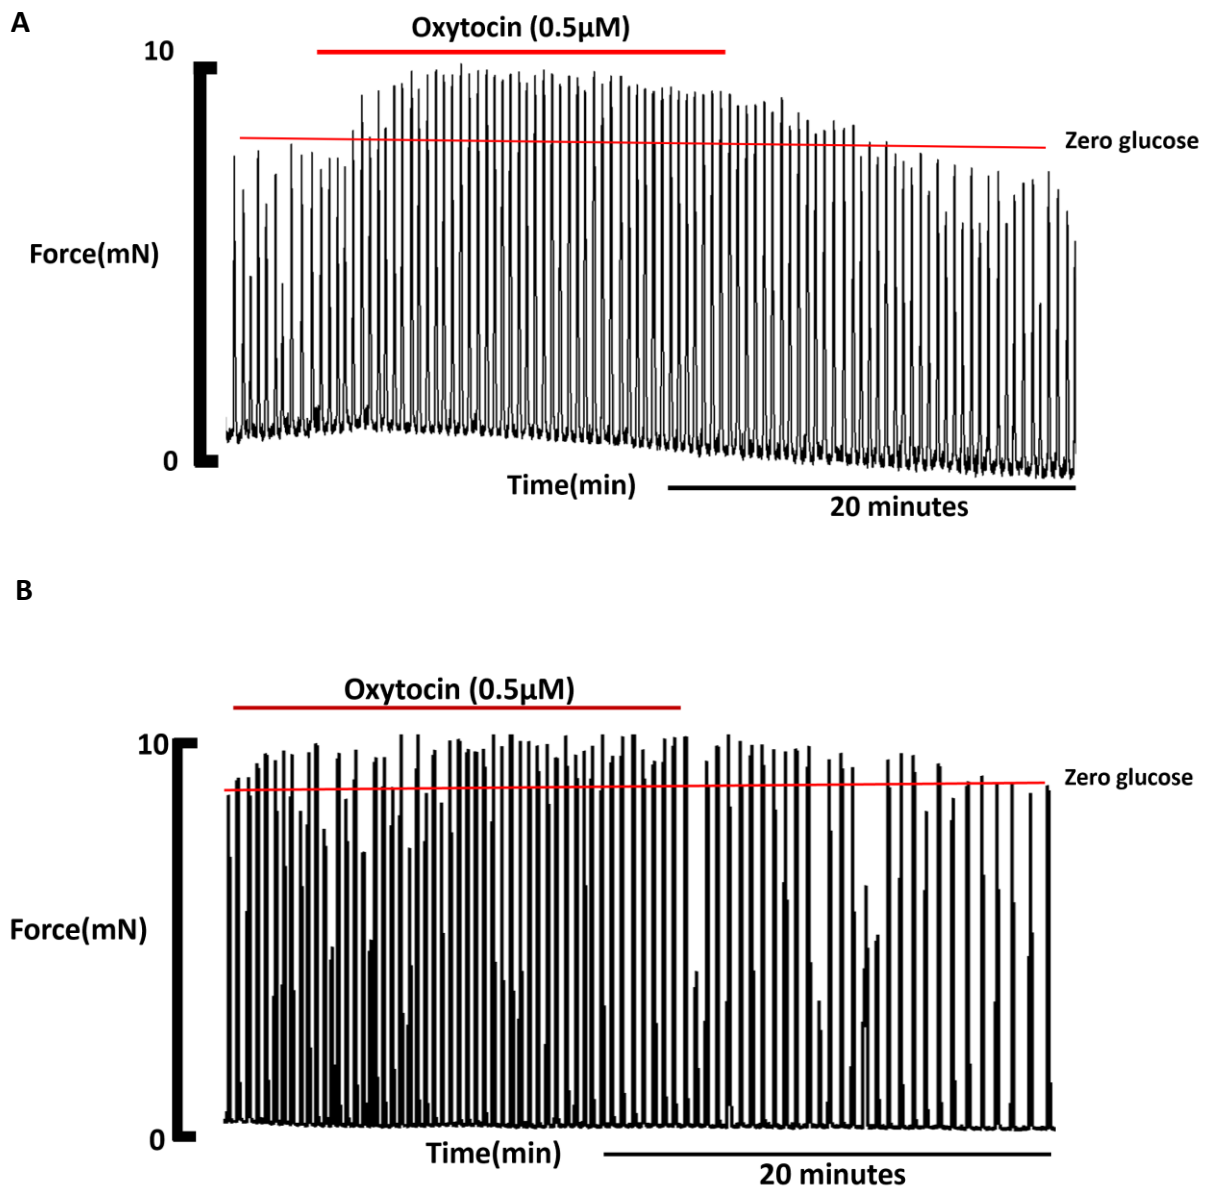 A
Oxytocin (0.5µM)
10
Zero glucose
Force(mN)
0
Time(min)
20 minutes
B
Oxytocin (0.5µM)
10
Zero glucose
Force(mN)
0
Time(min)
20 minutes